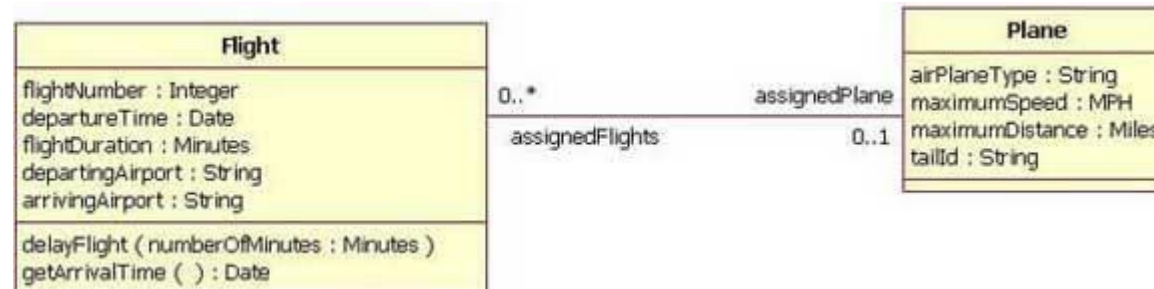 Flight
flightNumber : Integer
departureTime : Date
flightDuration : Minutes
departingAirport : String
arrivingAirport : String
delayFlight ( numberOfMinutes : Minutes )
getArrivalTime ( ) : Date
0..*
assignedPlane
assignedFlights
0..1
Plane
airPlaneType : String
maximumSpeed : MPH
maximumDistance : Miles
tailId : String